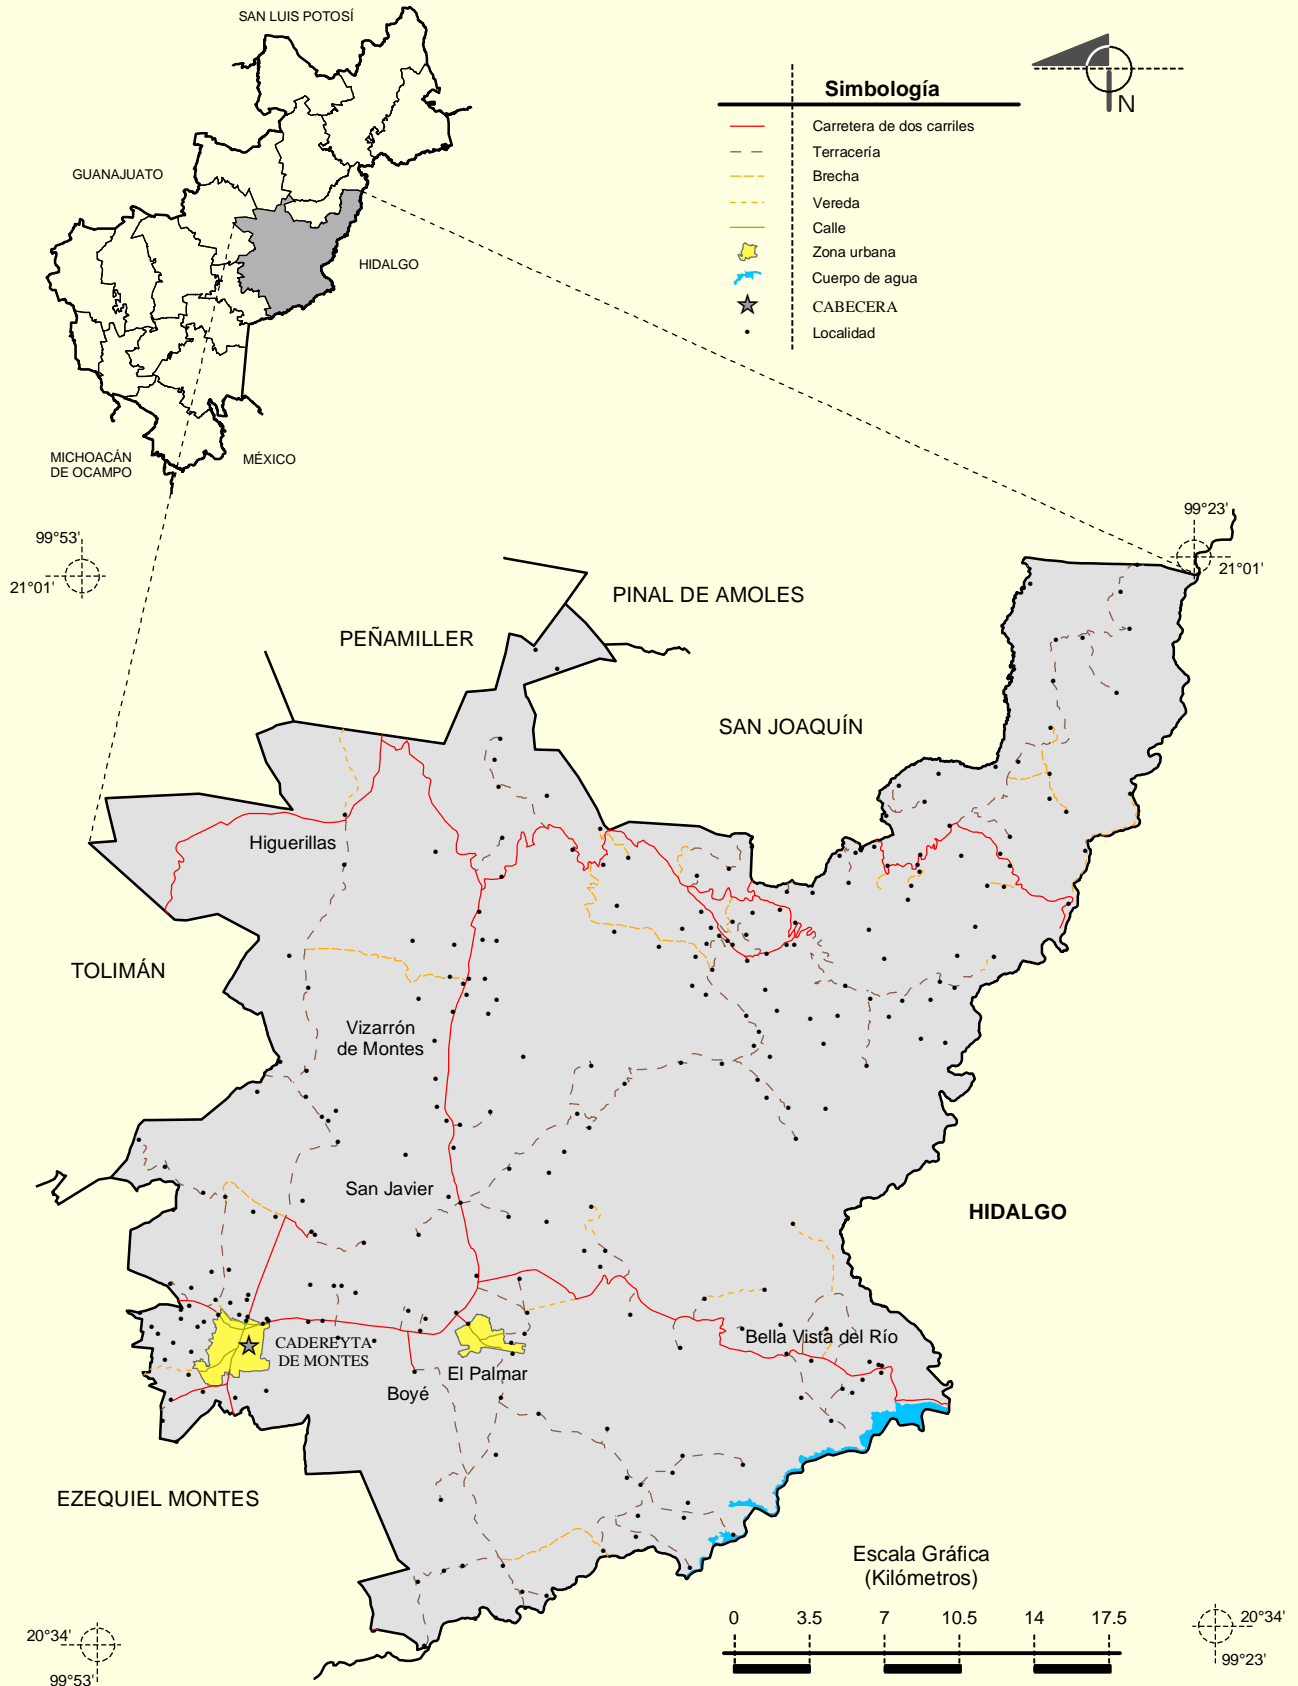 SAN LUIS POTOSÍ
GUANAJUATO
HIDALGO
MICHOACÁN
DE OCAMPO
MÉXICO
Simbología
Carretera de dos carriles
Terracería
Brecha
Vereda
Calle
Zona urbana
Cuerpo de agua
CABECERA
Localidad
N
99°53'
21°01'
99°23'
21°01'
PINAL DE AMOLES
PEÑAMILLER
SAN JOAQUÍN
Higuerillas
TOLIMÁN
Vizarrón
de Montes
San Javier
HIDALGO
CADEREYTA
DE MONTES
Bella Vista del Río
El Palmar
Boyé
EZEQUIEL MONTES
Escala Gráfica
(Kilómetros)
0 3.5 7 10.5 14 17.5
20°34'
99°53'
20°34'
99°23'